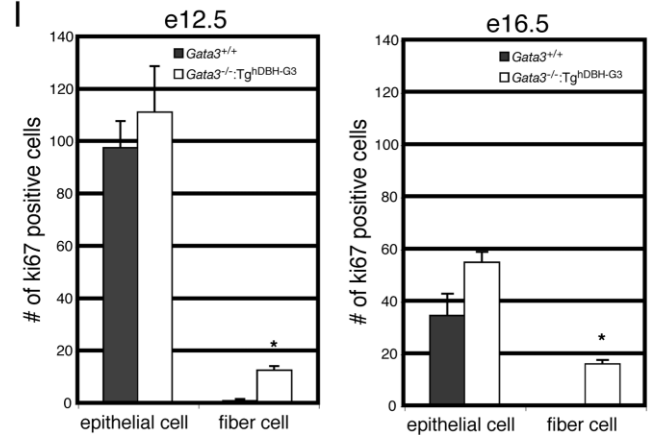 I
e12.5
# of ki67 positive cells
140
120
100
80
60
40
20
0
Gata3+/+
Gata3-/-:TghDBH-G3
*
epithelial cell fiber cell
e16.5
# of ki67 positive cells
140
120
100
80
60
40
20
0
Gata3+/+
Gata3-/-:TghDBH-G3
*
epithelial cell fiber cell